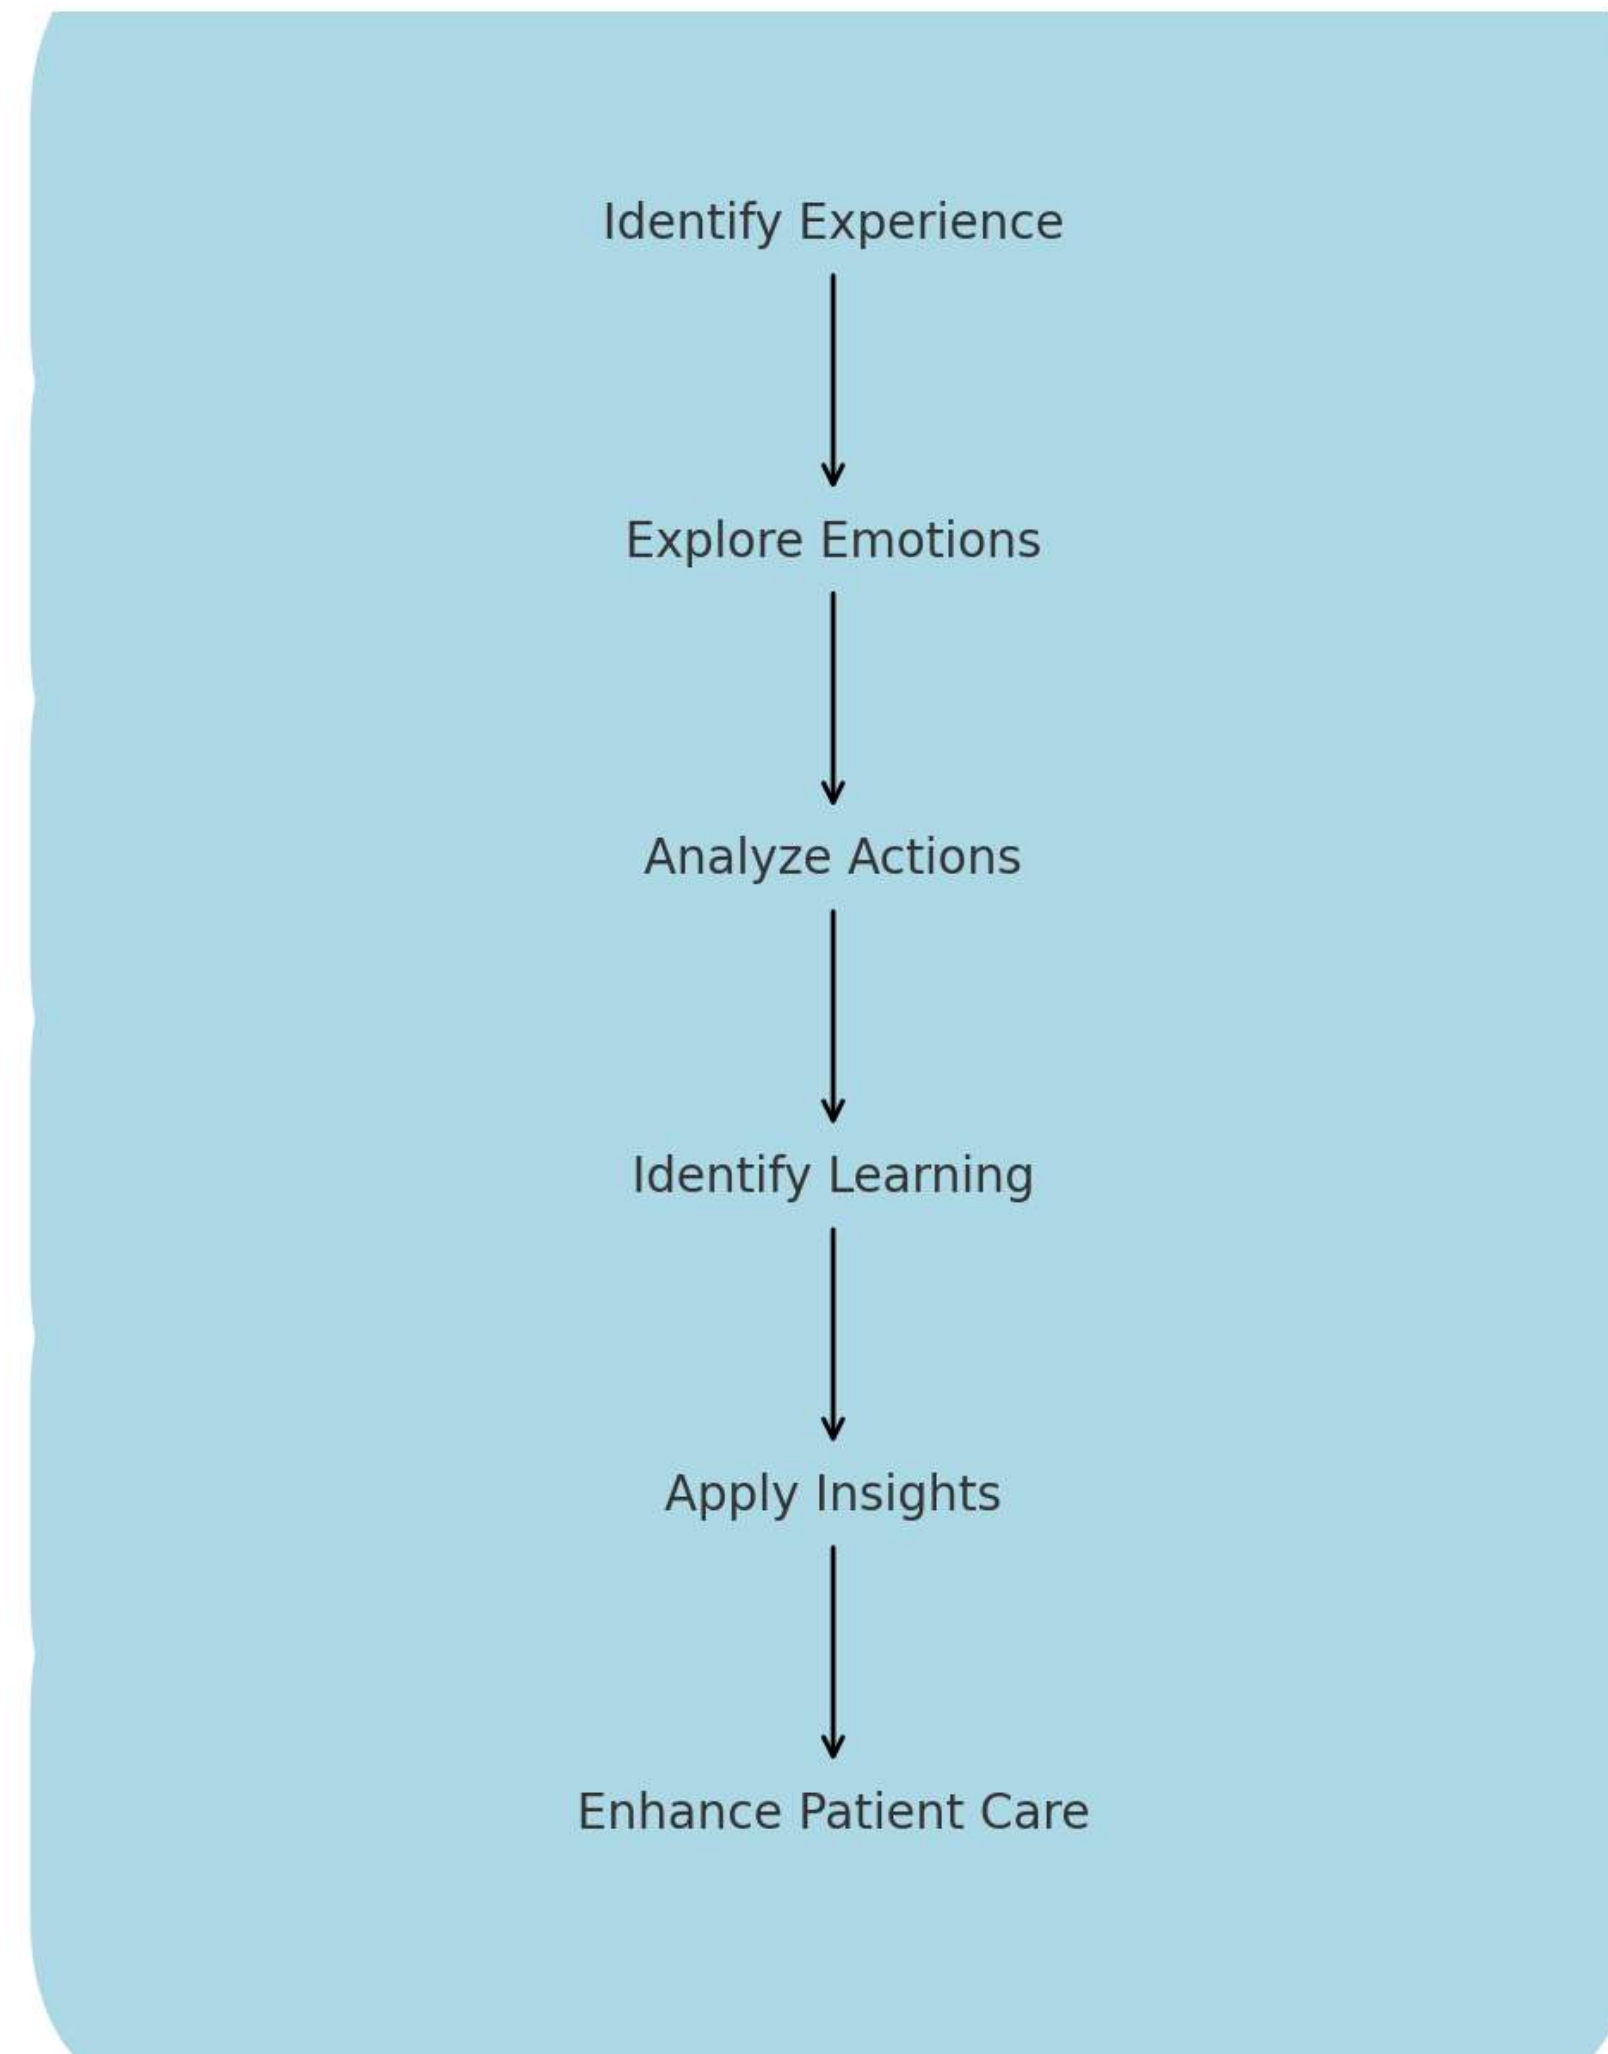 Identify Experience
Explore Emotions
Analyze Actions
Identify Learning
Apply Insights
Enhance Patient Care